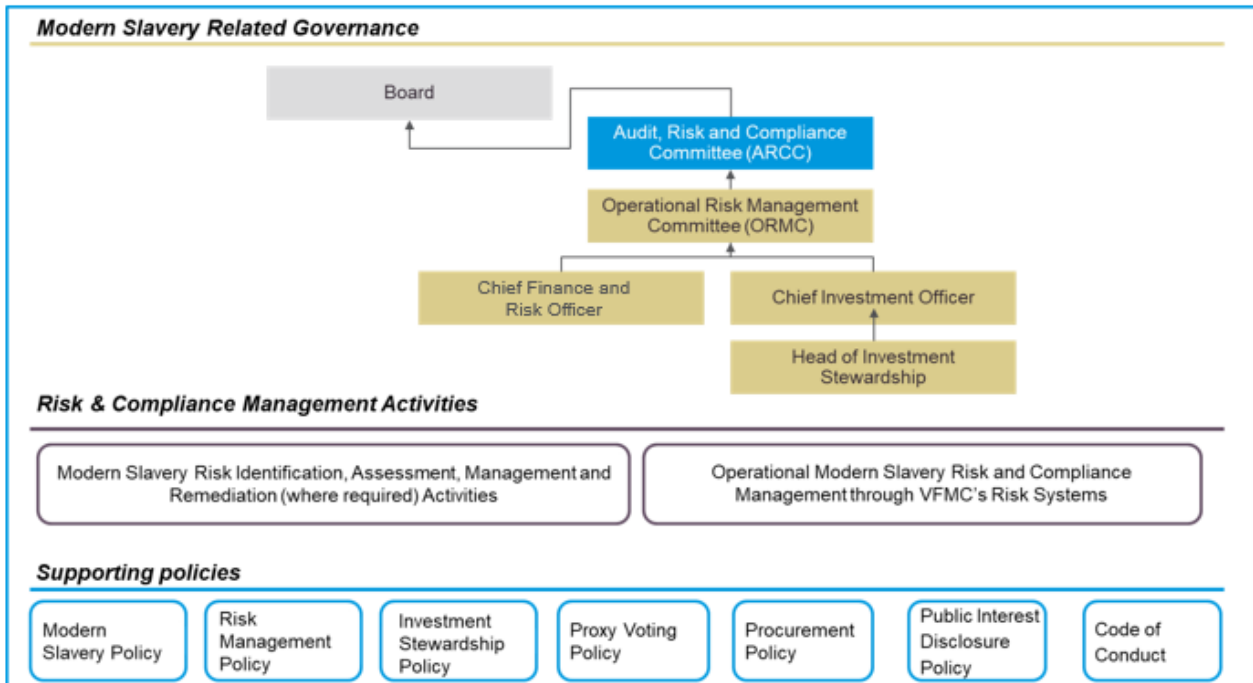 Modern Slavery Related Governance
Board
Audit, Risk and Compliance
Committee (ARCC)
Operational Risk Management
Committee (ORMC)
Chief Finance and
Risk Officer
Chief Investment Officer
Head of Investment
Stewardship
Risk & Compliance Management Activities
Modern Slavery Risk Identification, Assessment, Management and
Remediation (where required) Activities
Operational Modern Slavery Risk and Compliance
Management through VFMC's Risk Systems
Supporting policies
Modern
Slavery Policy
Risk
Management
Policy
Investment
Stewardship
Policy
Proxy Voting
Policy
Procurement
Policy
Public Interest
Disclosure
Policy
Code of
Conduct